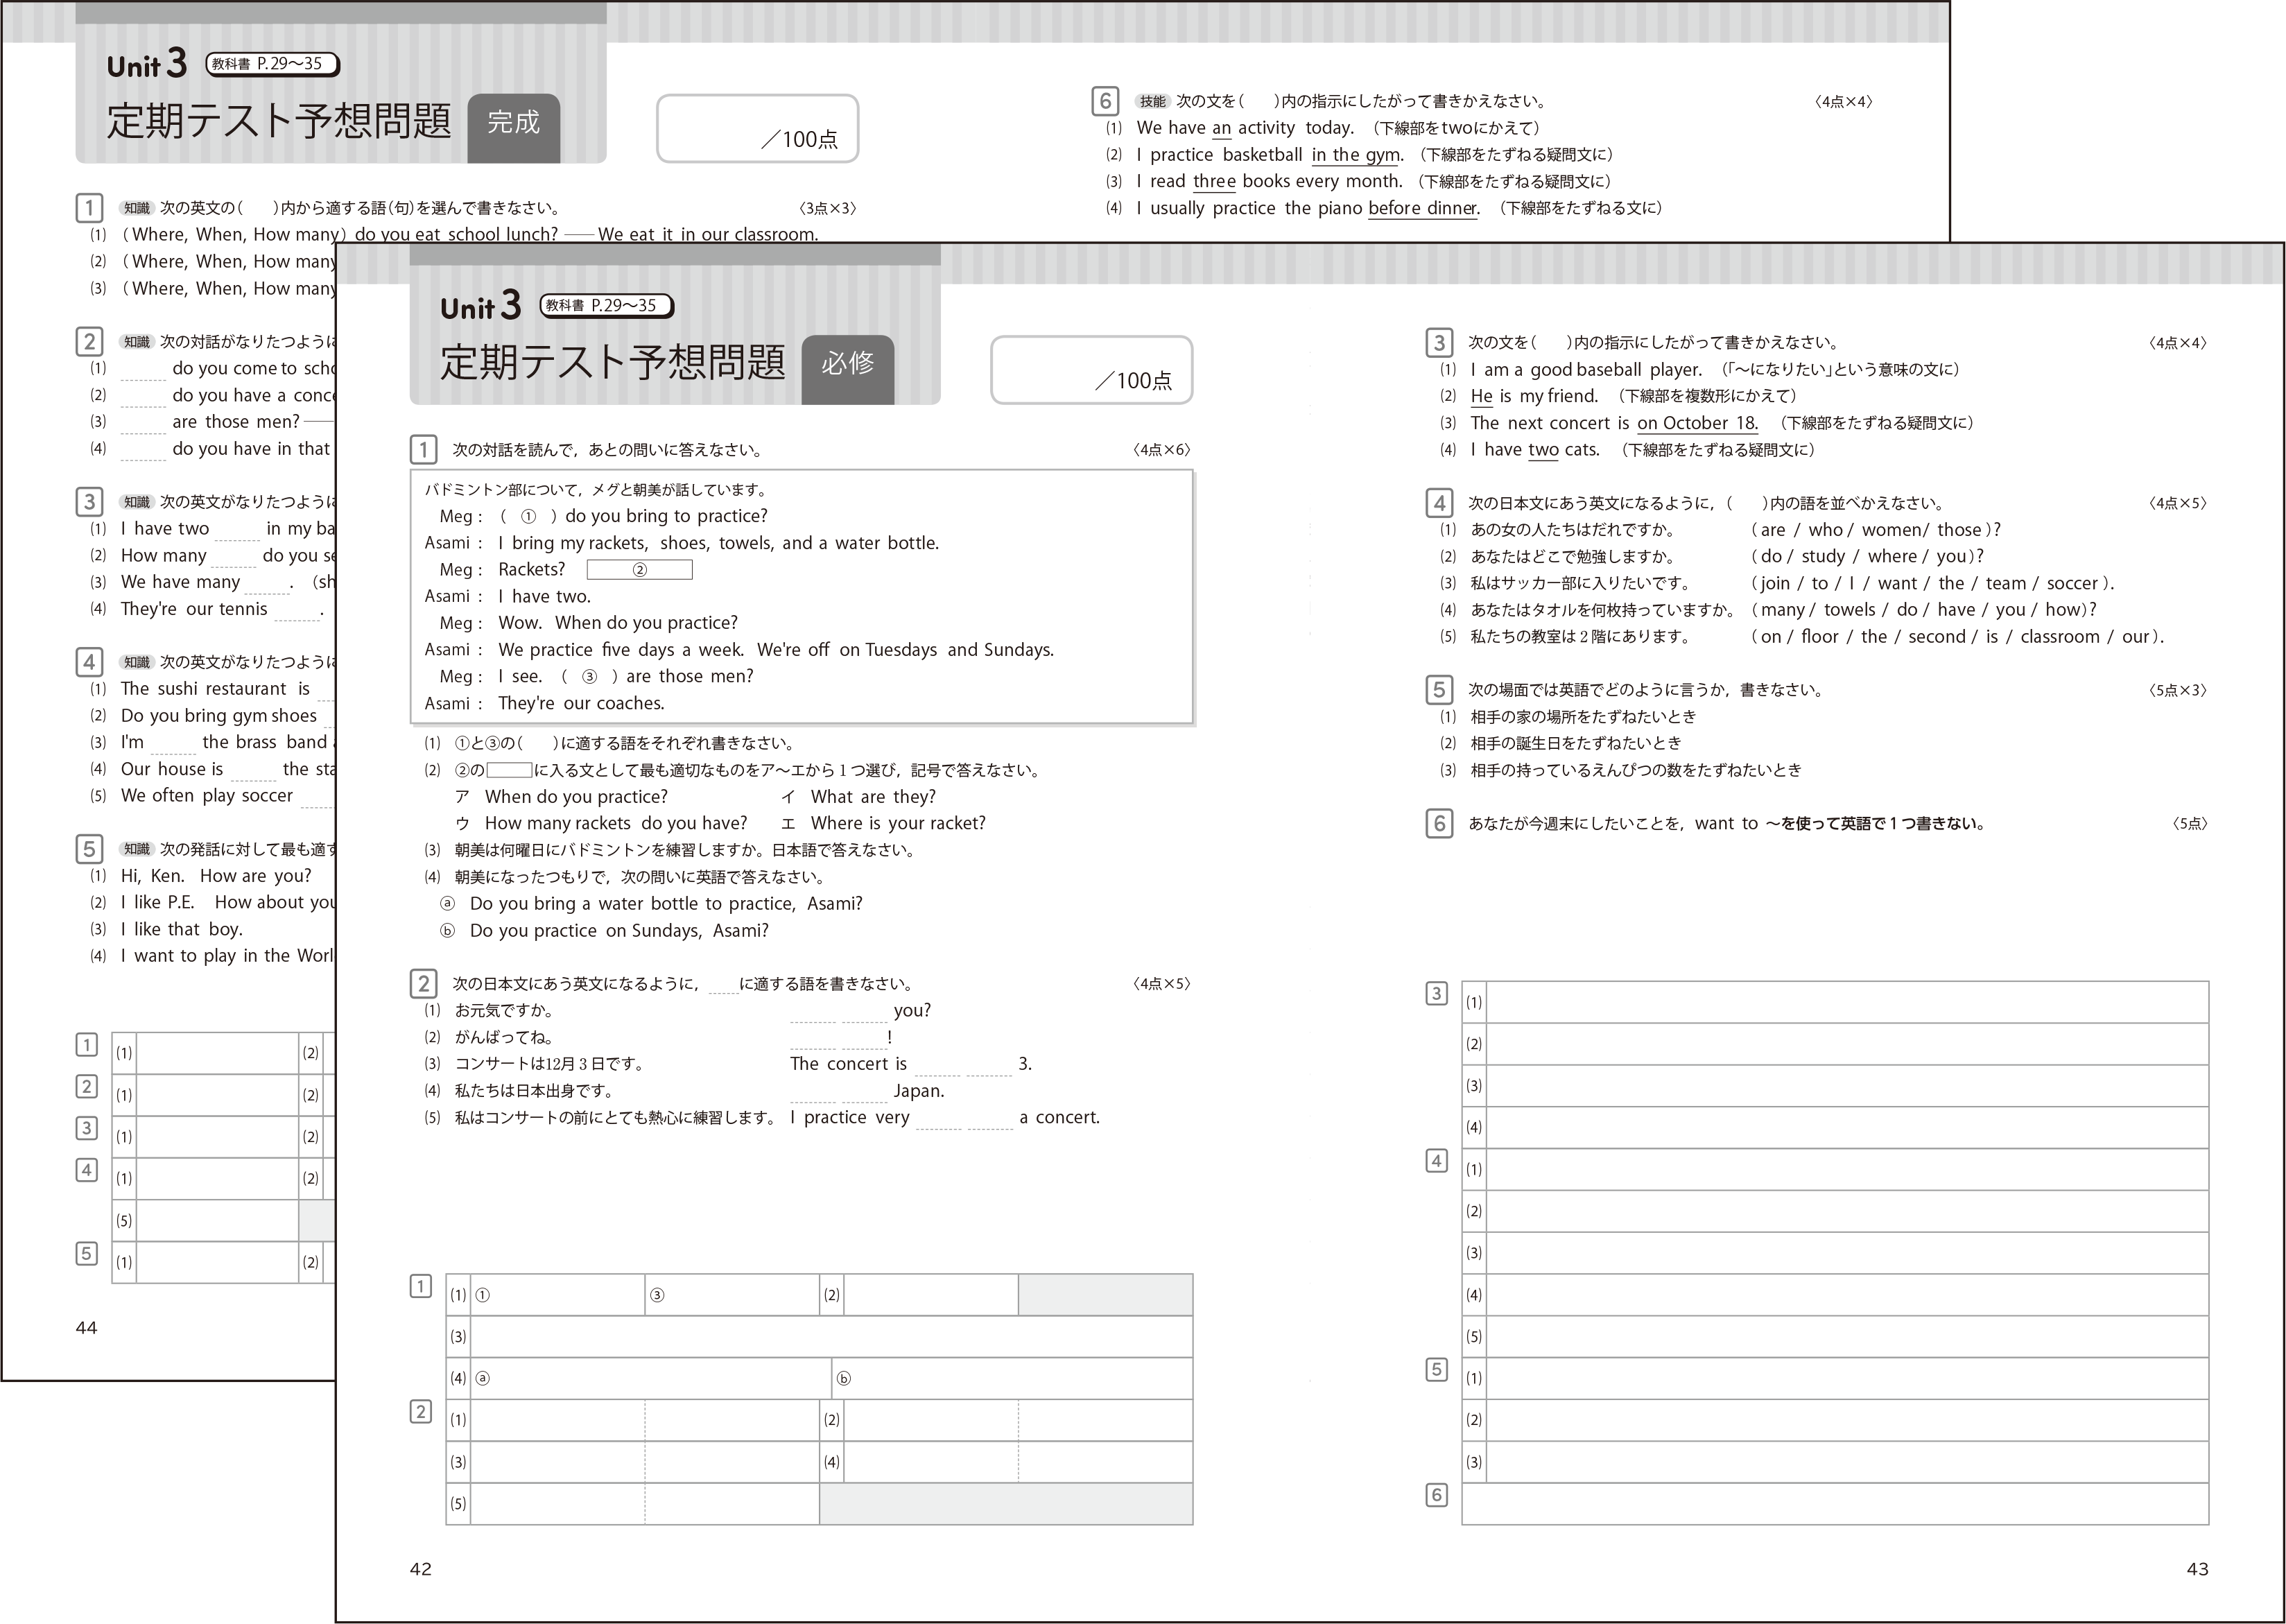 Unit 3 教科書 P.29〜35
定期テスト予想問題 完成
／100点
1 知識 次の英文の( )内から適する語(句)を選んで書きなさい。 〈3点×3〉
(1) (Where, When, How many) do you eat school lunch? ── We eat it in our classroom.
(2) (Where, When, How many
(3) (Where, When, How many
2 知識 次の対話がなりたつように
(1) do you come to scho
(2) do you have a conc
(3) are those men? ──
(4) do you have in that
3 知識 次の英文がなりたつように
(1) I have two in my ba
(2) How many do you se
(3) We have many . (sh
(4) They're our tennis .
4 知識 次の英文がなりたつように
(1) The sushi restaurant is
(2) Do you bring gym shoes
(3) I'm the brass band
(4) Our house is the sta
(5) We often play soccer
5 知識 次の発話に対して最も適す
(1) Hi, Ken. How are you?
(2) I like P.E. How about you
(3) I like that boy.
(4) I want to play in the Worl
1 (1) (2)
2 (1) (2)
3 (1) (2)
4 (1) (2)
(5)
5 (1) (2)
44
6 技能 次の文を( )内の指示にしたがって書きかえなさい。 〈4点×4〉
(1) We have an activity today. (下線部をtwoにかえて)
(2) I practice basketball in the gym. (下線部をたずねる疑問文に)
(3) I read three books every month. (下線部をたずねる疑問文に)
(4) I usually practice the piano before dinner. (下線部をたずねる文に)
Unit 3 教科書 P.29〜35
定期テスト予想問題 必修
／100点
1 次の対話を読んで，あとの問いに答えなさい。 〈4点×6〉
バドミントン部について，メグと朝美が話しています。
Meg : ( ① ) do you bring to practice?
Asami : I bring my rackets, shoes, towels, and a water bottle.
Meg : Rackets? ②
Asami : I have two.
Meg : Wow. When do you practice?
Asami : We practice five days a week. We're off on Tuesdays and Sundays.
Meg : I see. ( ③ ) are those men?
Asami : They're our coaches.
(1) ①と③の( )に適する語をそれぞれ書きなさい。
(2) ②の に入る文として最も適切なものをア〜エから1つ選び，記号で答えなさい。
ア When do you practice? イ What are they?
ウ How many rackets do you have? エ Where is your racket?
(3) 朝美は何曜日にバドミントンを練習しますか。日本語で答えなさい。
(4) 朝美になったつもりで，次の問いに英語で答えなさい。
ⓐ Do you bring a water bottle to practice, Asami?
ⓑ Do you practice on Sundays, Asami?
2 次の日本文にあう英文になるように， に適する語を書きなさい。 〈4点×5〉
(1) お元気ですか。 you?
(2) がんばってね。 !
(3) コンサートは12月3日です。 The concert is 3.
(4) 私たちは日本出身です。 Japan.
(5) 私はコンサートの前にとても熱心に練習します。 I practice very a concert.
1 (1) ① ③ (2)
(3)
(4) ⓐ ⓑ
2 (1) (2)
(3) (4)
(5)
42
3 次の文を( )内の指示にしたがって書きかえなさい。 〈4点×4〉
(1) I am a good baseball player. (「〜になりたい」という意味の文に)
(2) He is my friend. (下線部を複数形にかえて)
(3) The next concert is on October 18. (下線部をたずねる疑問文に)
(4) I have two cats. (下線部をたずねる疑問文に)
4 次の日本文にあう英文になるように，( )内の語を並べかえなさい。 〈4点×5〉
(1) あの女の人たちはだれですか。 ( are / who / women / those )?
(2) あなたはどこで勉強しますか。 ( do / study / where / you )?
(3) 私はサッカー部に入りたいです。 ( join / to / I / want / the / team / soccer ).
(4) あなたはタオルを何枚持っていますか。 ( many / towels / do / have / you / how )?
(5) 私たちの教室は2階にあります。 ( on / floor / the / second / is / classroom / our ).
5 次の場面では英語でどのように言うか，書きなさい。 〈5点×3〉
(1) 相手の家の場所をたずねたいとき
(2) 相手の誕生日をたずねたいとき
(3) 相手の持っているえんぴつの数をたずねたいとき
6 あなたが今週末にしたいことを，want to 〜を使って英語で1つ書きない。 〈5点〉
3 (1)
(2)
(3)
(4)
4 (1)
(2)
(3)
(4)
(5)
5 (1)
(2)
(3)
6
43